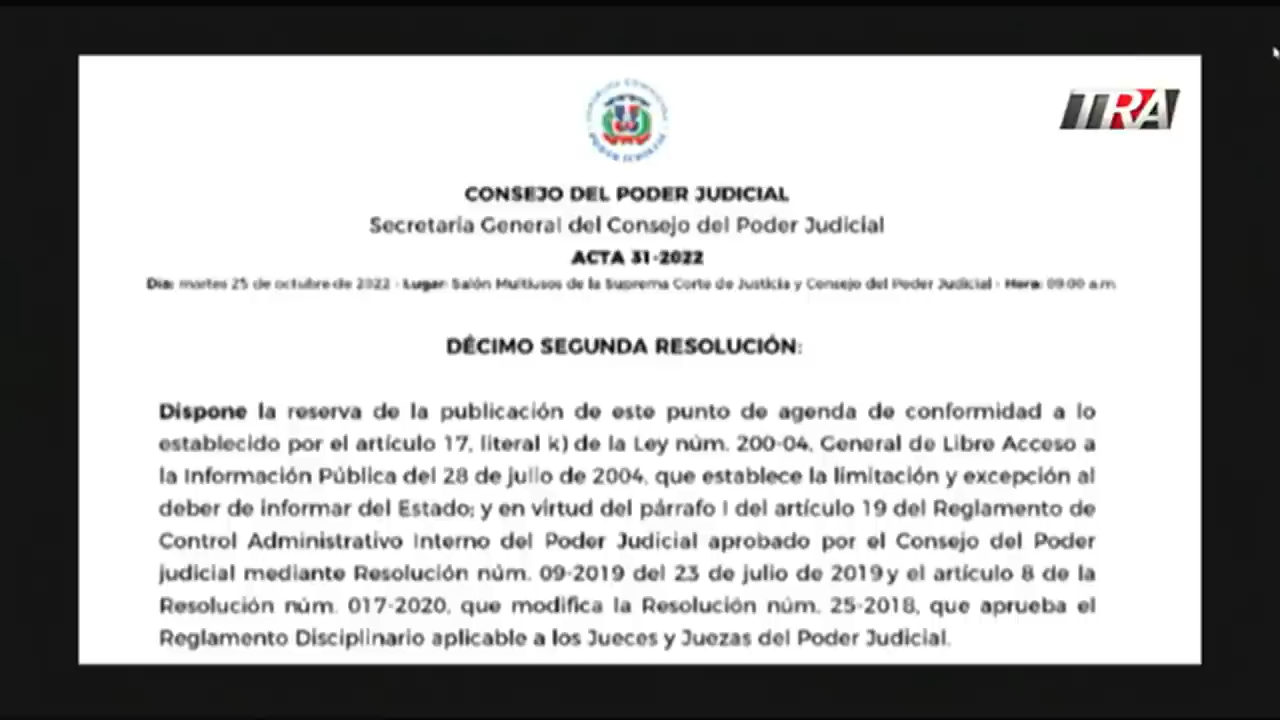 TRA
CONSEJO DEL PODER JUDICIAL
Secretaría General del Consejo del Poder Judicial
ACTA 31-2022
Día: martes 25 de octubre de 2022 - Lugar: Salón Multiusos de la Suprema Corte de Justicia y Consejo del Poder Judicial - Hora: 09:00 a.m.
DÉCIMO SEGUNDA RESOLUCIÓN:
Dispone la reserva de la publicación de este punto de agenda de conformidad a lo
establecido por el artículo 17, literal k) de la Ley núm. 200-04, General de Libre Acceso a
la Información Pública del 28 de julio de 2004, que establece la limitación y excepción al
deber de informar del Estado; y en virtud del párrafo I del artículo 19 del Reglamento de
Control Administrativo Interno del Poder Judicial aprobado por el Consejo del Poder
judicial mediante Resolución núm. 09-2019 del 23 de julio de 2019 y el artículo 8 de la
Resolución núm. 017-2020, que modifica la Resolución núm. 25-2018, que aprueba el
Reglamento Disciplinario aplicable a los Jueces y Juezas del Poder Judicial.